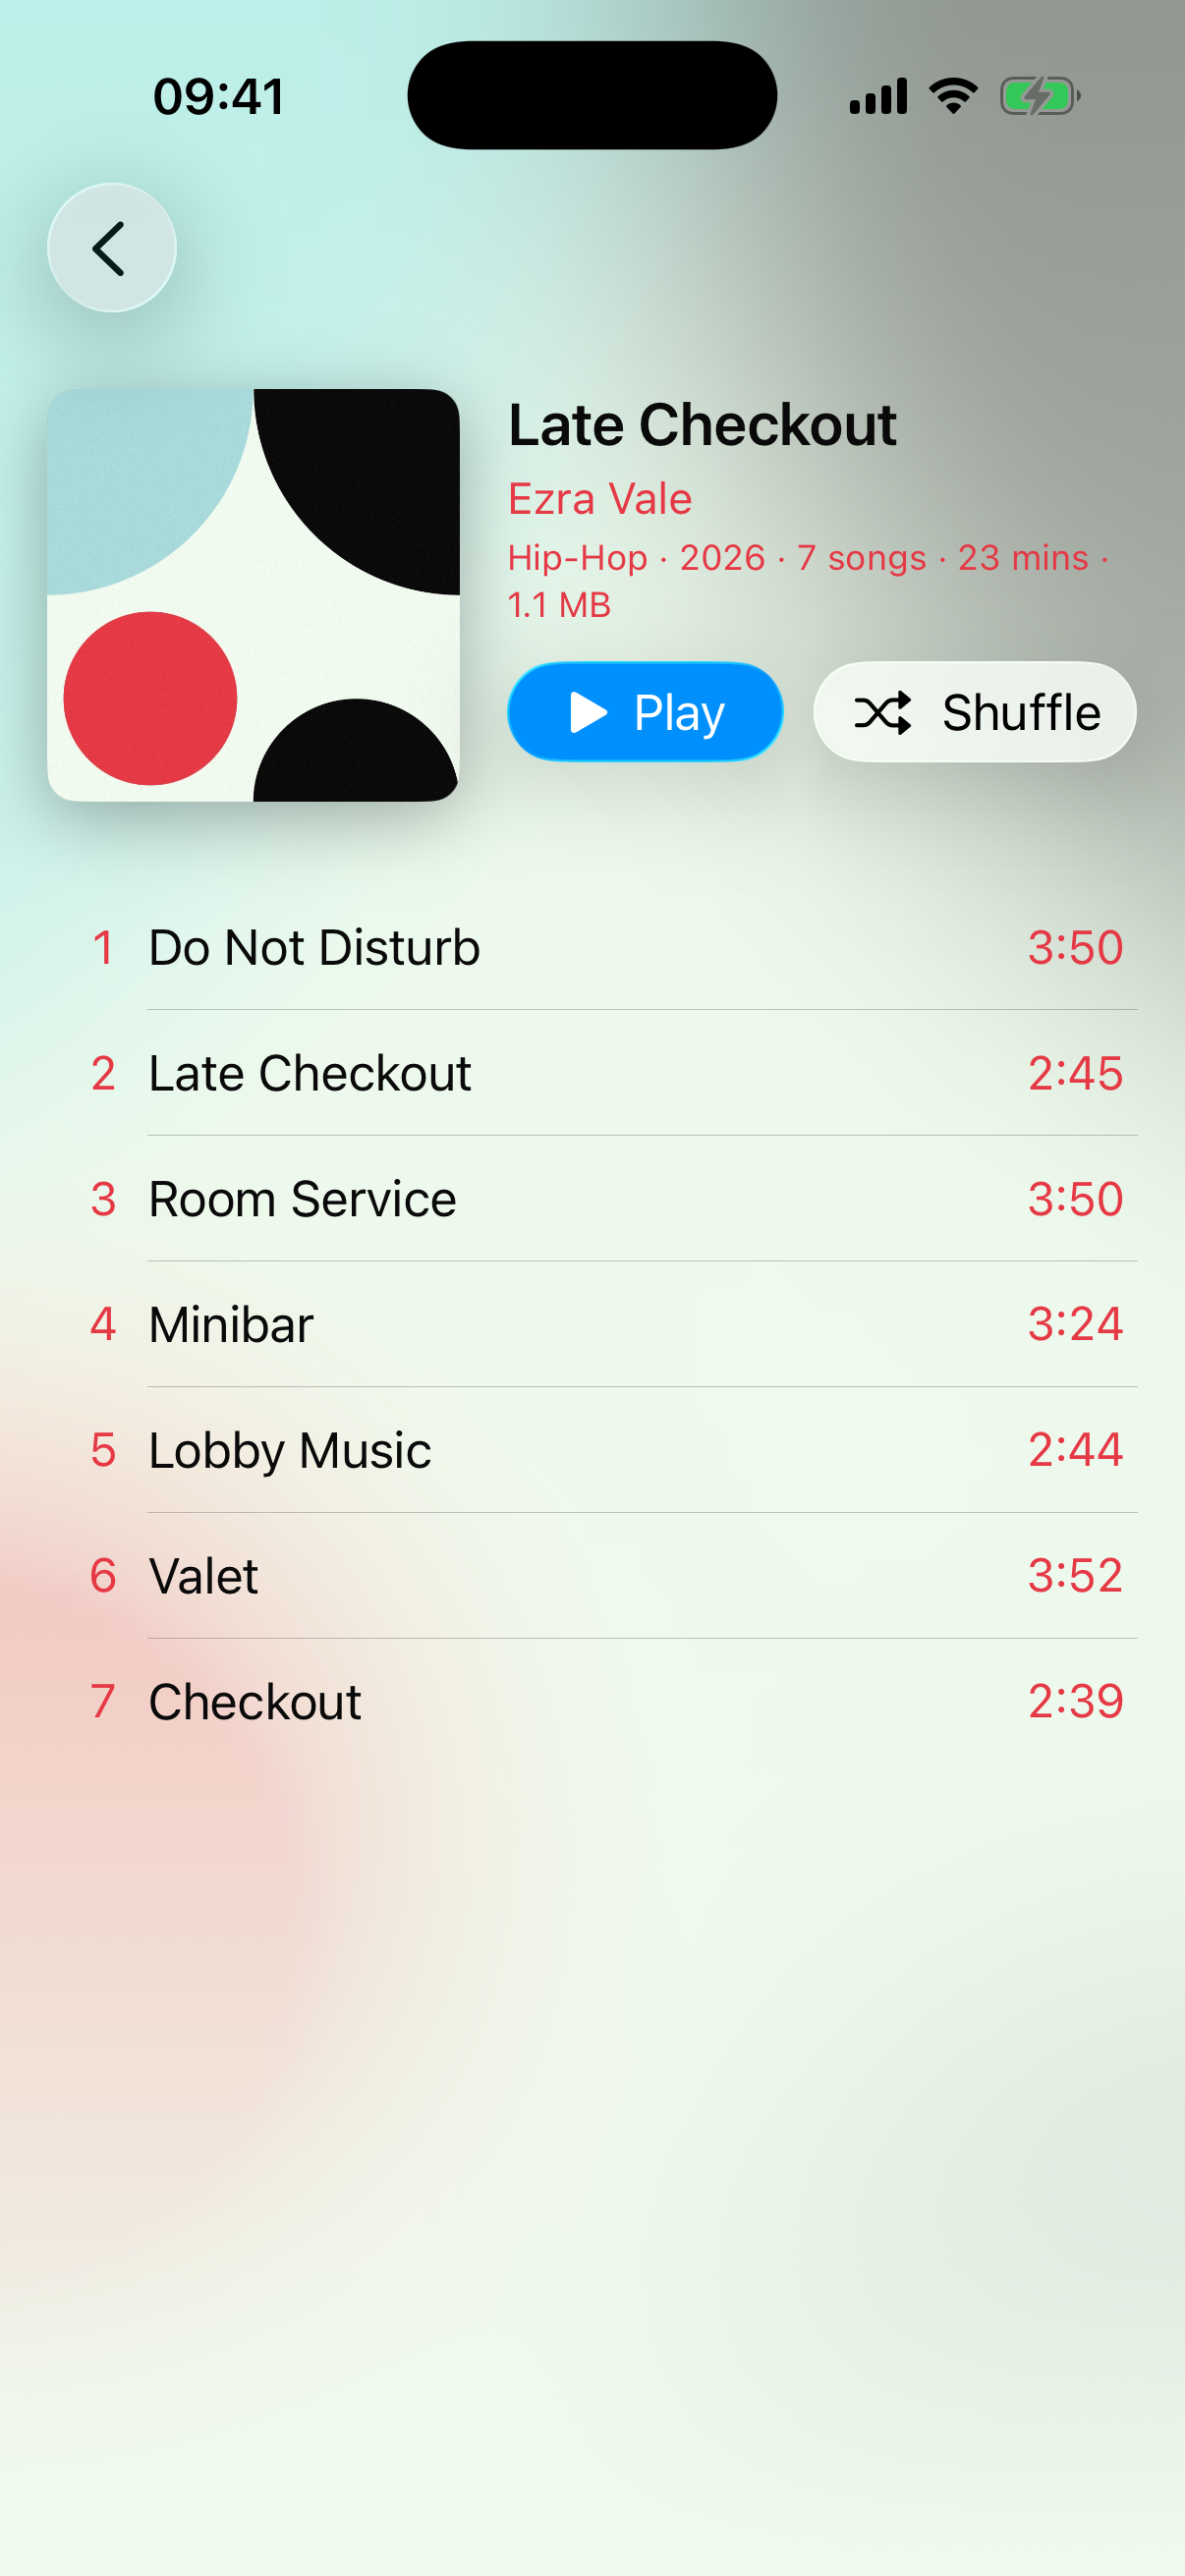 09:41
Late Checkout
Ezra Vale
Hip-Hop · 2026 · 7 songs · 23 mins ·
1.1 MB
Play
Shuffle
1 Do Not Disturb 3:50
2 Late Checkout 2:45
3 Room Service 3:50
4 Minibar 3:24
5 Lobby Music 2:44
6 Valet 3:52
7 Checkout 2:39